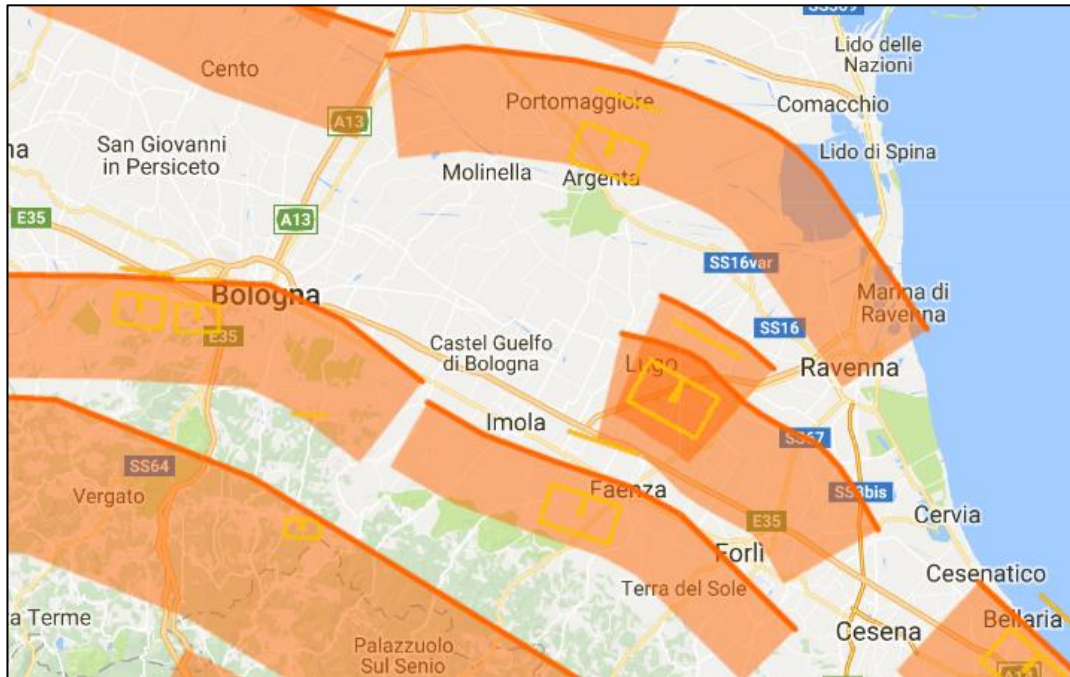 SS309
Lido delle
Nazioni
Cento
Portomaggiore
Comacchio
A13
San Giovanni
in Persiceto
Molinella
Argenta
Lido di Spina
E35
A13
SS16var
Bologna
Marina di
Ravenna
E35
SS16
Castel Guelfo
di Bologna
Lugo
Ravenna
Imola
SS67
SS64
Vergato
Faenza
SS3bis
E35
Cervia
Forlì
Cesenatico
Terra del Sole
a Terme
Bellaria
Cesena
Palazzuolo
Sul Senio